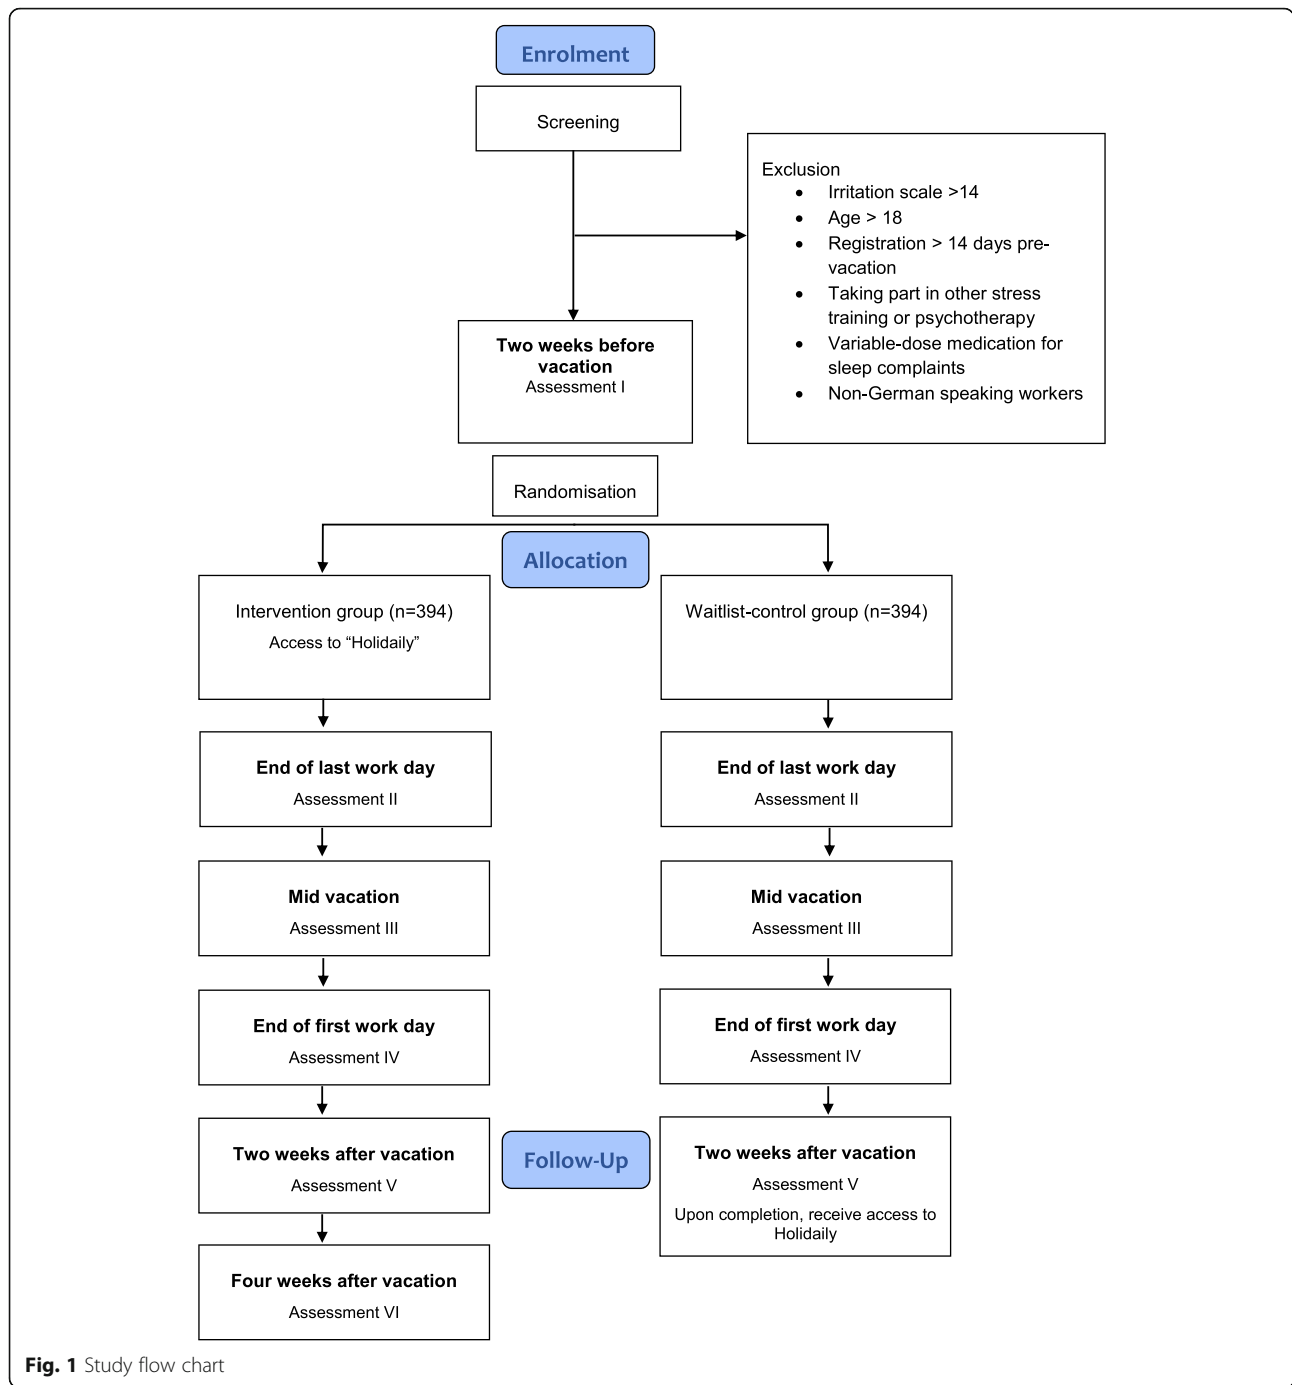 Enrolment
Screening
Exclusion
• Irritation scale >14
• Age > 18
• Registration > 14 days pre-
vacation
• Taking part in other stress
training or psychotherapy
• Variable-dose medication for
sleep complaints
• Non-German speaking workers
Two weeks before
vacation
Assessment I
Randomisation
Allocation
Intervention group (n=394)
Access to “Holidaily”
Waitlist-control group (n=394)
End of last work day
Assessment II
End of last work day
Assessment II
Mid vacation
Assessment III
Mid vacation
Assessment III
End of first work day
Assessment IV
End of first work day
Assessment IV
Follow-Up
Two weeks after vacation
Assessment V
Two weeks after vacation
Assessment V
Upon completion, receive access to
Holidaily
Four weeks after vacation
Assessment VI
Fig. 1 Study flow chart